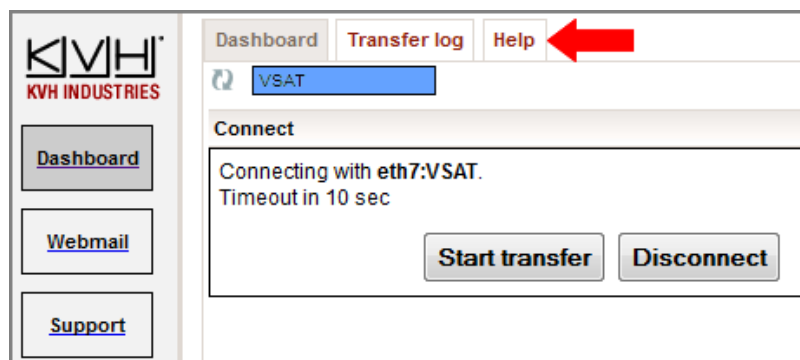 KVH
KVH INDUSTRIES
Dashboard
Webmail
Support
Dashboard Transfer log Help
VSAT
Connect
Connecting with eth7:VSAT.
Timeout in 10 sec
Start transfer Disconnect